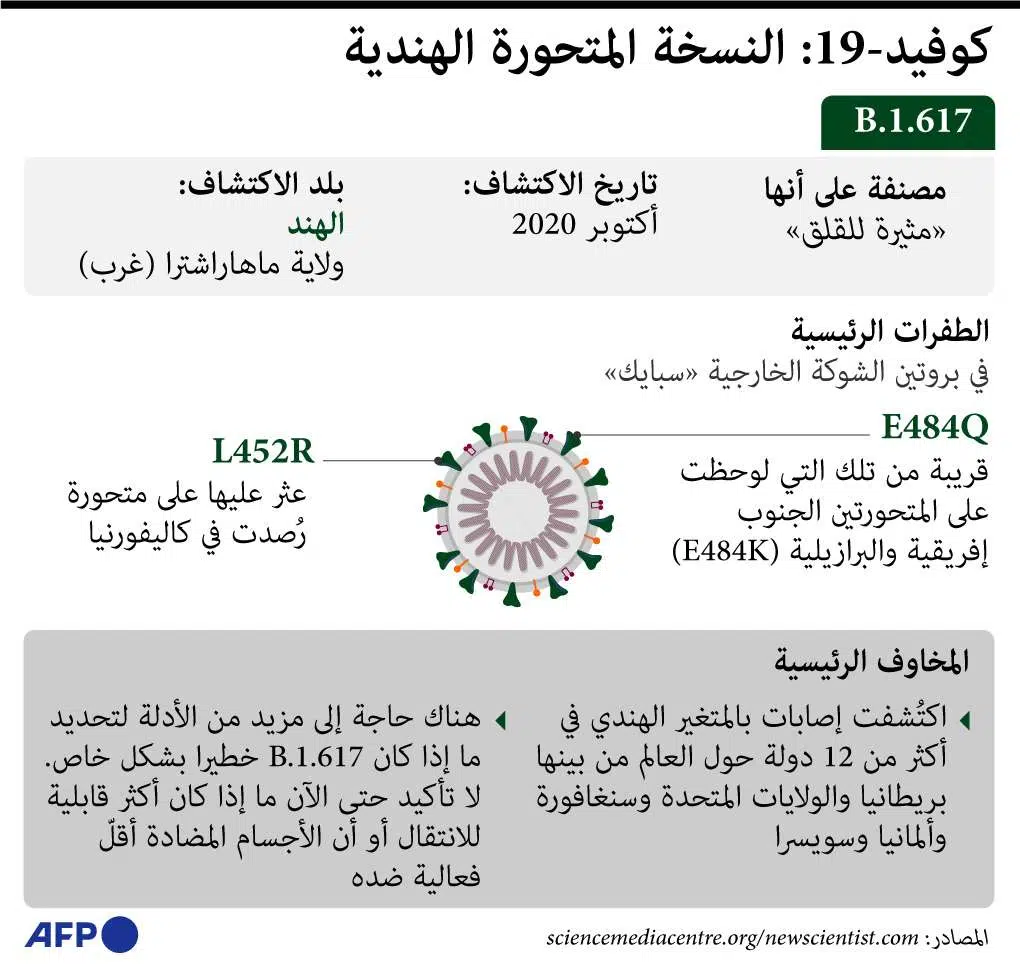 كوفيد-19: النسخة المتحورة الهندية
B.1.617
مصنفة على أنها
«مثيرة للقلق»
تاريخ الاكتشاف:
أكتوبر 2020
بلد الاكتشاف:
الهند
ولاية ماهاراشترا (غرب)
الطفرات الرئيسية
في بروتين الشوكة الخارجية «سبايك»
E484Q
قريبة من تلك التي لوحظت
على المتحورتين الجنوب
إفريقية والبرازيلية (E484K)
L452R
عثر عليها على متحورة
رُصدت في كاليفورنيا
المخاوف الرئيسية
اكتُشفت إصابات بالمتغير الهندي في
أكثر من 12 دولة حول العالم من بينها
بريطانيا والولايات المتحدة وسنغافورة
وألمانيا وسويسرا
هناك حاجة إلى مزيد من الأدلة لتحديد
ما إذا كان B.1.617 خطيرا بشكل خاص.
لا تأكيد حتى الآن ما إذا كان أكثر قابلية
للانتقال أو أن الأجسام المضادة أقلّ
فعالية ضده
المصادر: sciencemediacentre.org/newscientist.com
AFP